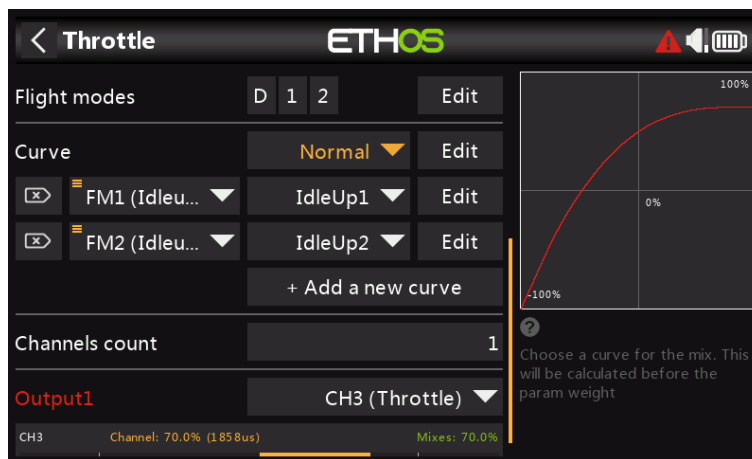 Throttle
ETHOS
Flight modes
D 1 2
Edit
Curve
Normal
Edit
FM1 (Idleu...
IdleUp1
Edit
FM2 (Idleu...
IdleUp2
Edit
+ Add a new curve
Channels count
1
Output1
CH3 (Throttle)
CH3
Channel: 70.0% (1858us)
Mixes: 70.0%
100%
0%
-100%
?
Choose a curve for the mix. This
will be calculated before the
param weight